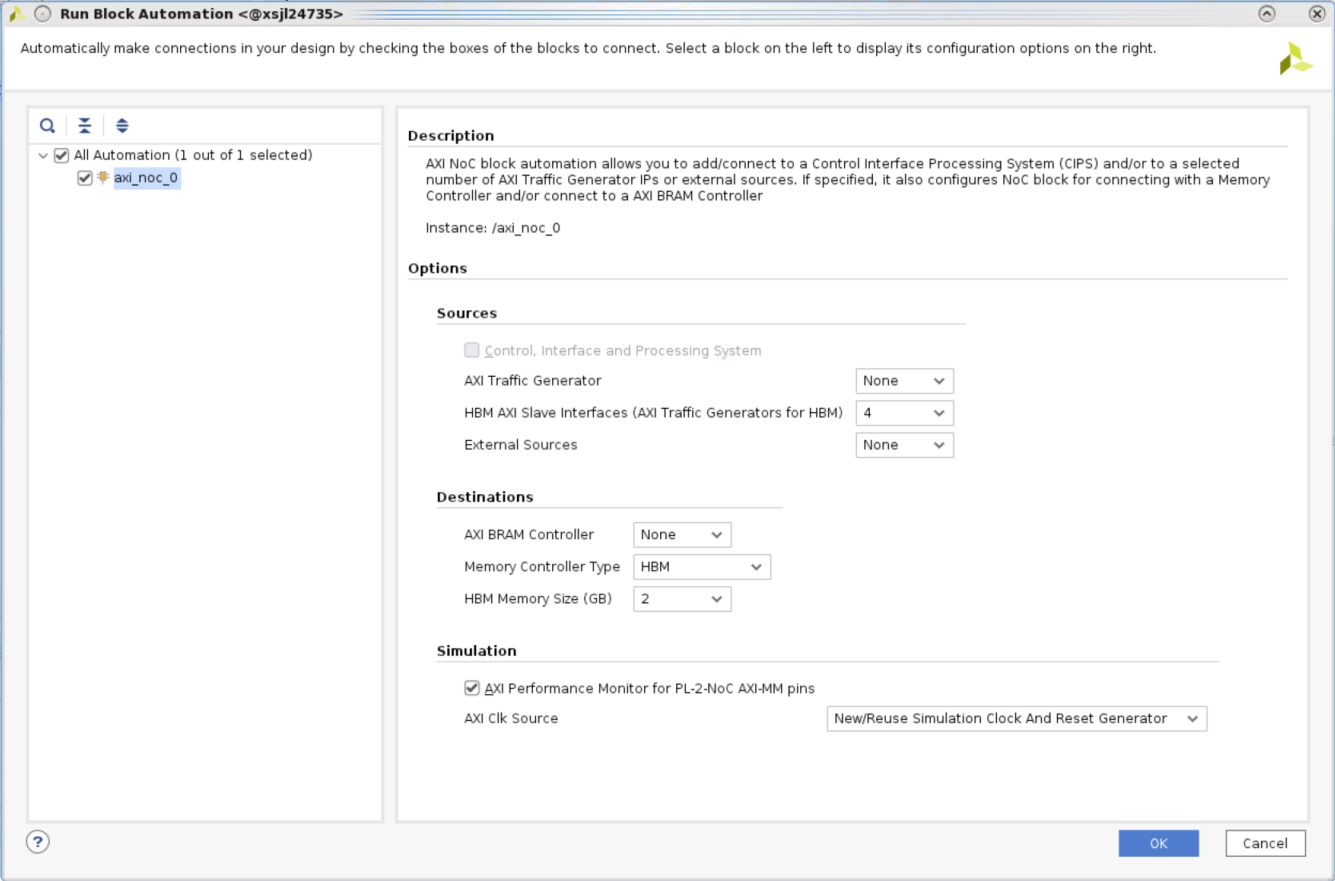 Run Block Automation <@xsjl24735>
Automatically make connections in your design by checking the boxes of the blocks to connect. Select a block on the left to display its configuration options on the right.
All Automation (1 out of 1 selected)
axi_noc_0
Description
AXI NoC block automation allows you to add/connect to a Control Interface Processing System (CIPS) and/or to a selected
number of AXI Traffic Generator IPs or external sources. If specified, it also configures NoC block for connecting with a Memory
Controller and/or connect to a AXI BRAM Controller
Instance: /axi_noc_0
Options
Sources
Control, Interface and Processing System
AXI Traffic Generator None
HBM AXI Slave Interfaces (AXI Traffic Generators for HBM) 4
External Sources None
Destinations
AXI BRAM Controller None
Memory Controller Type HBM
HBM Memory Size (GB) 2
Simulation
AXI Performance Monitor for PL-2-NoC AXI-MM pins
AXI Clk Source New/Reuse Simulation Clock And Reset Generator
?
OK
Cancel